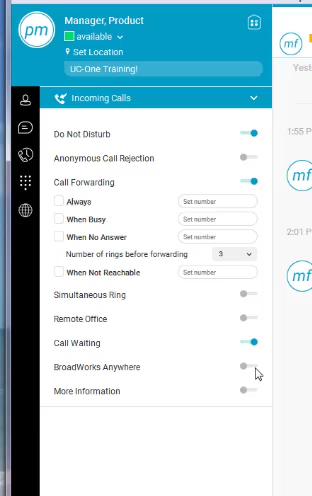 pm
Manager, Product
available
Set Location
UC-One Training!
Incoming Calls
Do Not Disturb
Anonymous Call Rejection
Call Forwarding
Always Set number
When Busy Set number
When No Answer Set number
Number of rings before forwarding 3
When Not Reachable Set number
Simultaneous Ring
Remote Office
Call Waiting
BroadWorks Anywhere
More Information
mf
Yest
1:55 P
mf
2:01 P
mf